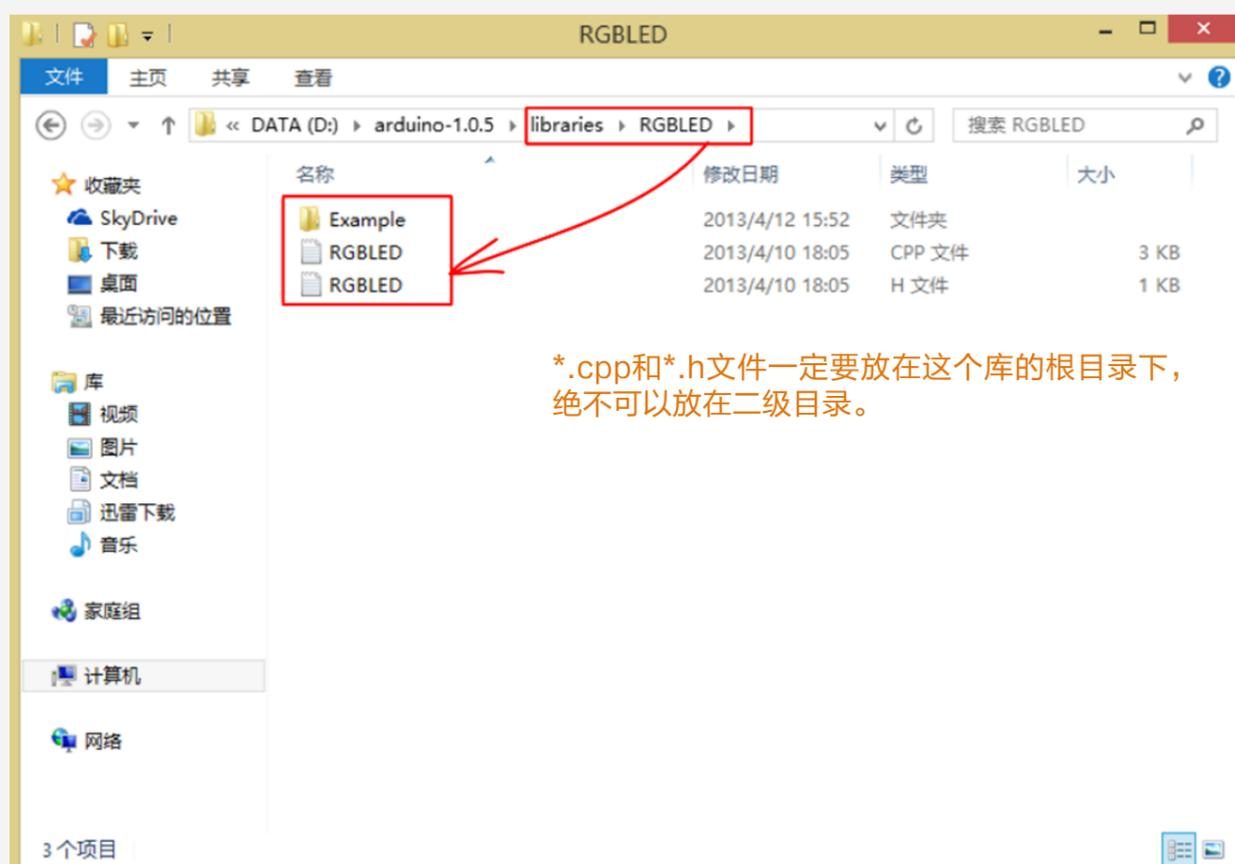 RGBLED
文件 主页 共享 查看
« DATA (D:) arduino-1.0.5 libraries RGBLED 搜索 RGBLED
名称 修改日期 类型 大小
收藏夹
SkyDrive
下载
桌面
最近访问的位置
库
视频
图片
文档
迅雷下载
音乐
家庭组
计算机
网络
Example 2013/4/12 15:52 文件夹
RGBLED 2013/4/10 18:05 CPP 文件 3 KB
RGBLED 2013/4/10 18:05 H 文件 1 KB
*.cpp和*.h文件一定要放在这个库的根目录下，
绝不可以放在二级目录。
3 个项目